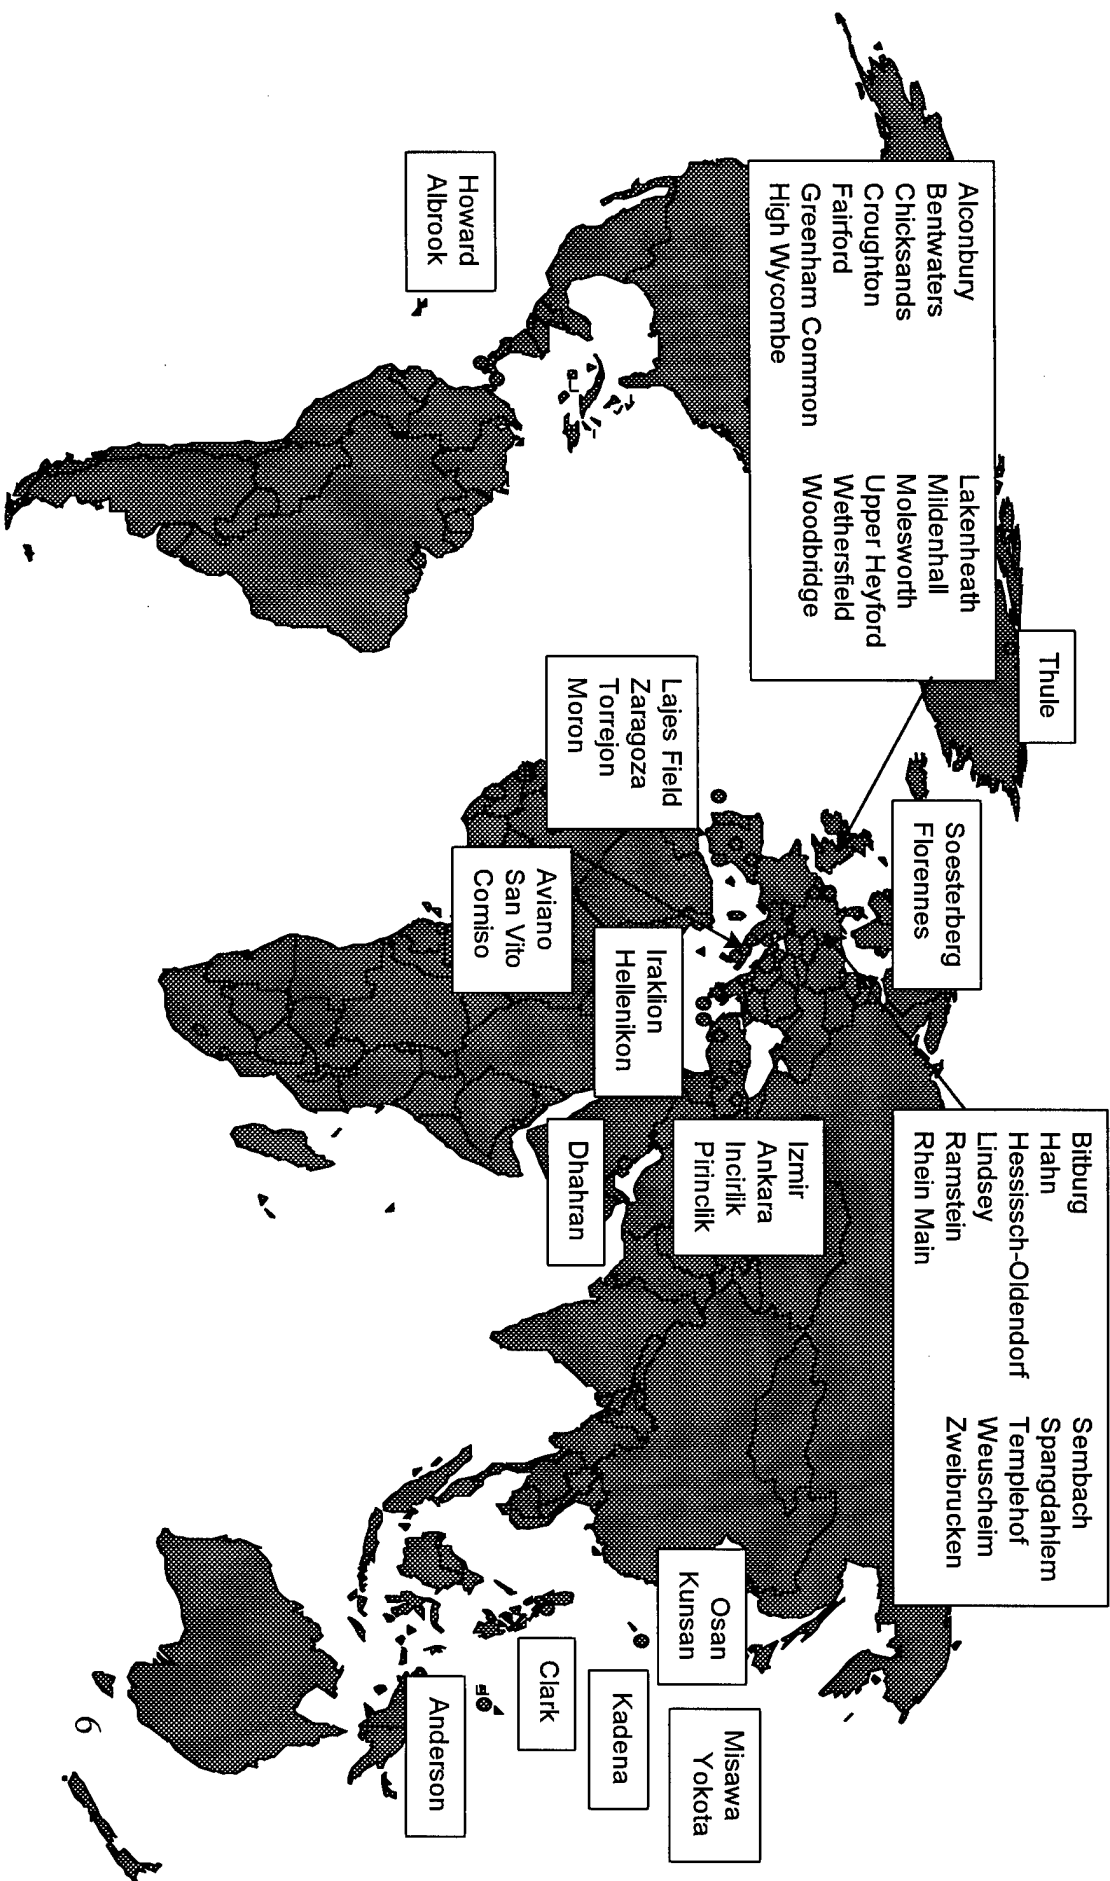 Thule
Alconbury
Bentwaters
Chicksands
Croughton
Fairford
Greenham Common
High Wycombe
Lakenheath
Mildenhall
Molesworth
Upper Heyford
Wethersfield
Woodbridge
Soesterberg
Florennes
Bitburg
Hahn
Hessissch-Oldendorf
Lindsey
Ramstein
Rhein Main
Sembach
Spangdahlem
Templehof
Weuscheim
Zweibrucken
Lajes Field
Zaragoza
Torrejon
Moron
Aviano
San Vito
Comiso
Iraklion
Hellenikon
Izmir
Ankara
Incirlik
Pirinclik
Dhahran
Osan
Kunsan
Misawa
Yokota
Kadena
Clark
Anderson
Howard
Albrook
6